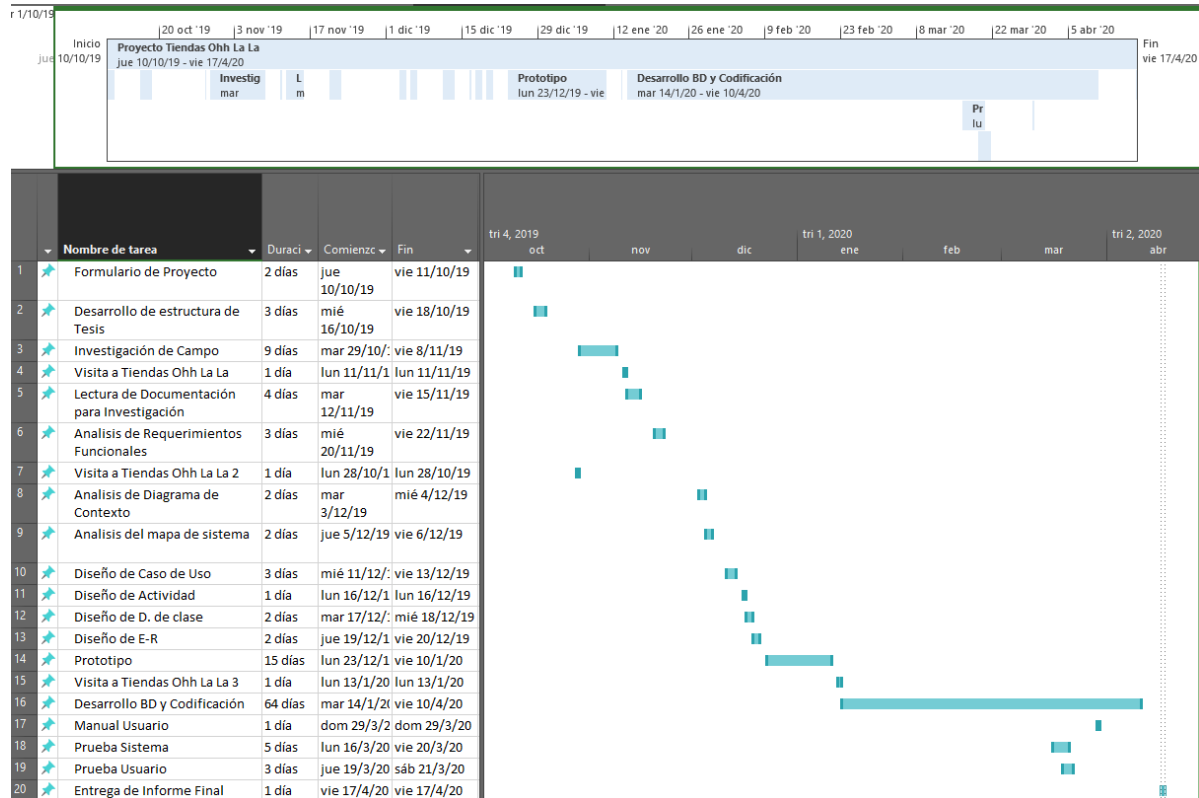 r 1/10/19
20 oct '19 3 nov '19 17 nov '19 1 dic '19 15 dic '19 29 dic '19 12 ene '20 26 ene '20 9 feb '20 23 feb '20 8 mar '20 22 mar '20 5 abr '20
Inicio
jue 10/10/19
Proyecto Tiendas Ohh La La
jue 10/10/19 - vie 17/4/20
Fin
vie 17/4/20
Investig
mar
L
m
Prototipo
lun 23/12/19 - vie
Desarrollo BD y Codificación
mar 14/1/20 - vie 10/4/20
Pr
lu
tri 4, 2019 tri 1, 2020 tri 2, 2020
Nombre de tarea Duraci Comienzc Fin oct nov dic ene feb mar abr
1 Formulario de Proyecto 2 días jue vie 11/10/19
10/10/19
2 Desarrollo de estructura de 3 días mié vie 18/10/19
Tesis 16/10/19
3 Investigación de Campo 9 días mar 29/10/: vie 8/11/19
4 Visita a Tiendas Ohh La La 1 día lun 11/11/1 lun 11/11/19
5 Lectura de Documentación 4 días mar vie 15/11/19
para Investigación 12/11/19
6 Analisis de Requerimientos 3 días mié vie 22/11/19
Funcionales 20/11/19
7 Visita a Tiendas Ohh La La 2 1 día lun 28/10/1 lun 28/10/19
8 Analisis de Diagrama de 2 días mar mié 4/12/19
Contexto 3/12/19
9 Analisis del mapa de sistema 2 días jue 5/12/19 vie 6/12/19
10 Diseño de Caso de Uso 3 días mié 11/12/: vie 13/12/19
11 Diseño de Actividad 1 día lun 16/12/1 lun 16/12/19
12 Diseño de D. de clase 2 días mar 17/12/: mié 18/12/19
13 Diseño de E-R 2 días jue 19/12/1 vie 20/12/19
14 Prototipo 15 días lun 23/12/1 vie 10/1/20
15 Visita a Tiendas Ohh La La 3 1 día lun 13/1/20 lun 13/1/20
16 Desarrollo BD y Codificación 64 días mar 14/1/20 vie 10/4/20
17 Manual Usuario 1 día dom 29/3/2 dom 29/3/20
18 Prueba Sistema 5 días lun 16/3/20 vie 20/3/20
19 Prueba Usuario 3 días jue 19/3/20 sáb 21/3/20
20 Entrega de Informe Final 1 día vie 17/4/20 vie 17/4/20